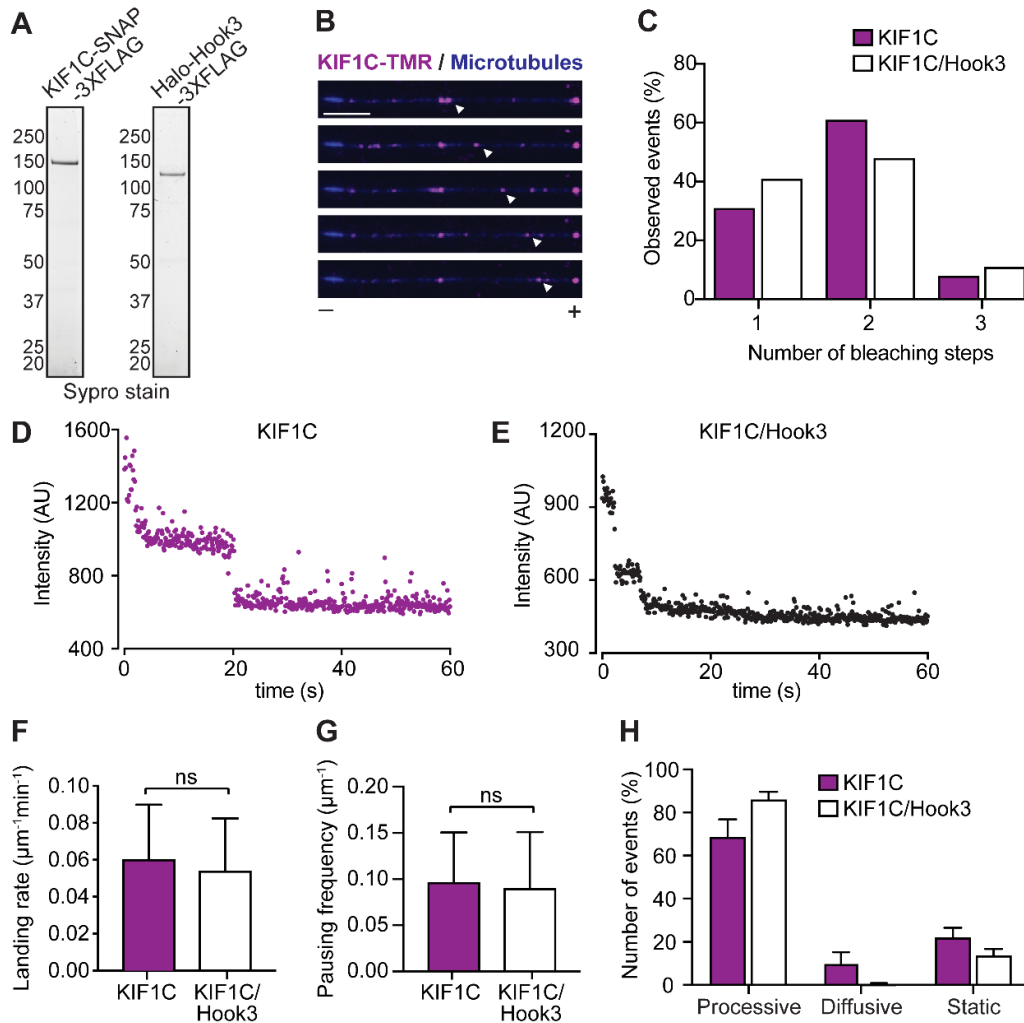 A
KIF1C-SNAP
-3XFLAG
Halo-Hook3
-3XFLAG
250
150
100
75
50
37
25
20
250
150
100
75
50
37
25
20
Sypro stain
B
KIF1C-TMR / Microtubules
– +
C
KIF1C
KIF1C/Hook3
Observed events (%)
80
60
40
20
0
1 2 3
Number of bleaching steps
D
KIF1C
Intensity (AU)
1600
1200
800
400
0 20 40 60
time (s)
E
KIF1C/Hook3
Intensity (AU)
1200
900
600
300
0 20 40 60
time (s)
F
ns
Landing rate (µm⁻¹min⁻¹)
0.10
0.08
0.06
0.04
0.02
0.00
KIF1C KIF1C/
Hook3
G
ns
Pausing frequency (µm⁻¹)
0.20
0.15
0.10
0.05
0.00
KIF1C KIF1C/
Hook3
H
KIF1C
KIF1C/Hook3
Number of events (%)
100
80
60
40
20
0
Processive Diffusive Static